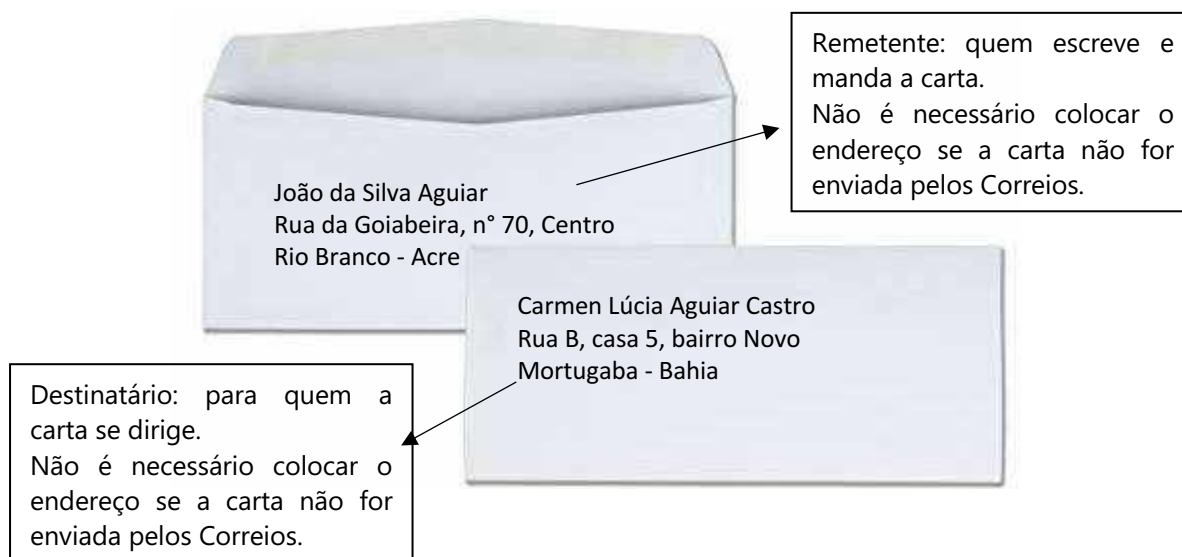 Remetente: quem escreve e
manda a carta.
Não é necessário colocar o
endereço se a carta não for
enviada pelos Correios.
João da Silva Aguiar
Rua da Goiabeira, n° 70, Centro
Rio Branco - Acre
Carmen Lúcia Aguiar Castro
Rua B, casa 5, bairro Novo
Mortugaba - Bahia
Destinatário: para quem a
carta se dirige.
Não é necessário colocar o
endereço se a carta não for
enviada pelos Correios.